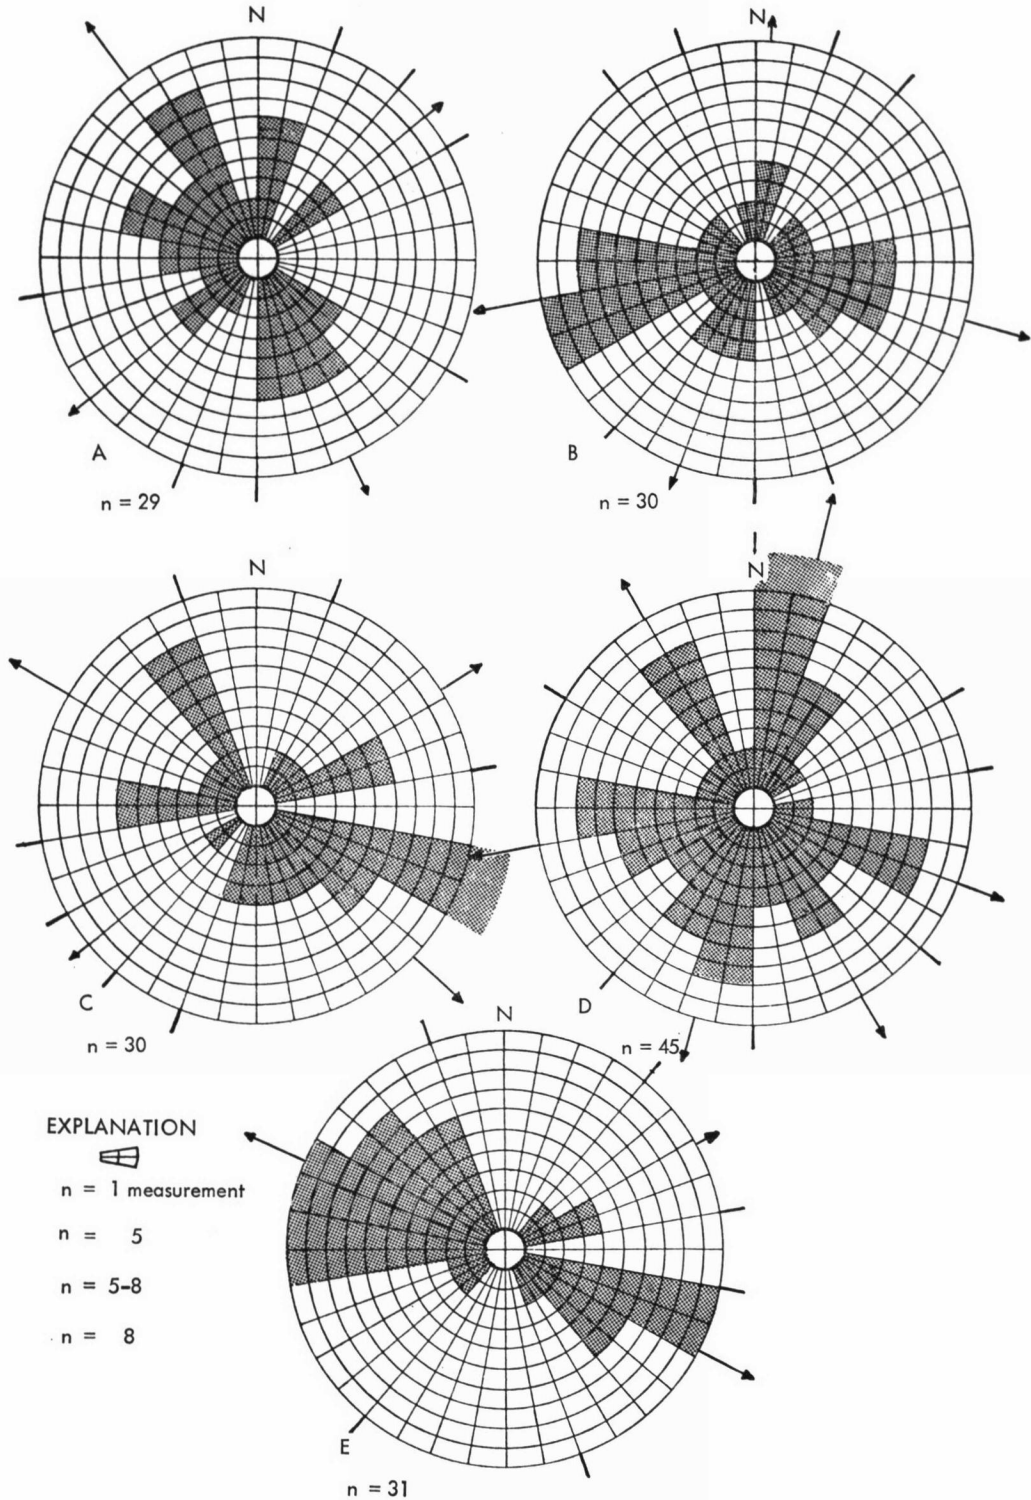 N
N
A
n = 29
B
n = 30
N
N
C
n = 30
D
n = 45
N
EXPLANATION
n = 1 measurement
n = 5
n = 5-8
n = 8
E
n = 31